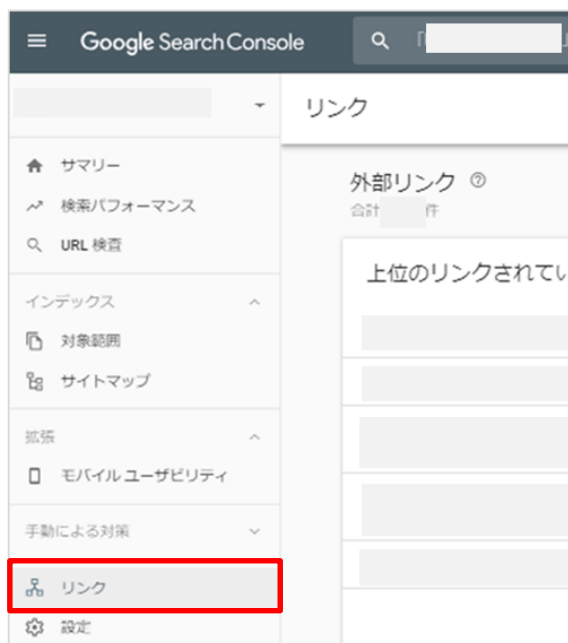 Google Search Console
リンク
サマリー
検索パフォーマンス
URL 検査
インデックス
対象範囲
サイトマップ
拡張
モバイル ユーザビリティ
手動による対策
リンク
設定
外部リンク
合計 件
上位のリンクされてい